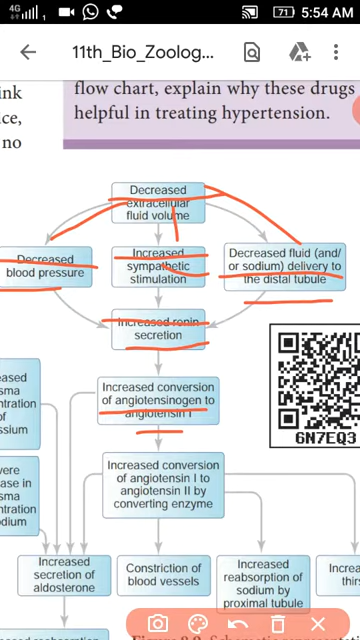 4G
71
5:54 AM
11th_Bio_Zoolog...
ink
ce,
no
flow chart, explain why these drugs
helpful in treating hypertension.
Decreased
extracellular
fluid volume
Decreased
blood pressure
Increased
sympathetic
stimulation
Decreased fluid (and/
or sodium) delivery to
the distal tubule
Increased renin
secretion
Increased conversion
of angiotensinogen to
angiotensin I
eased
sma
ntration
of
ssium
6N7EQ3
vere
ase in
sma
ntration
odium
Increased conversion
of angiotensin I to
angiotensin II by
converting enzyme
Increased
secretion of
aldosterone
Constriction of
blood vessels
Increased
reabsorption of
sodium by
proximal tubule
Increa
thirs